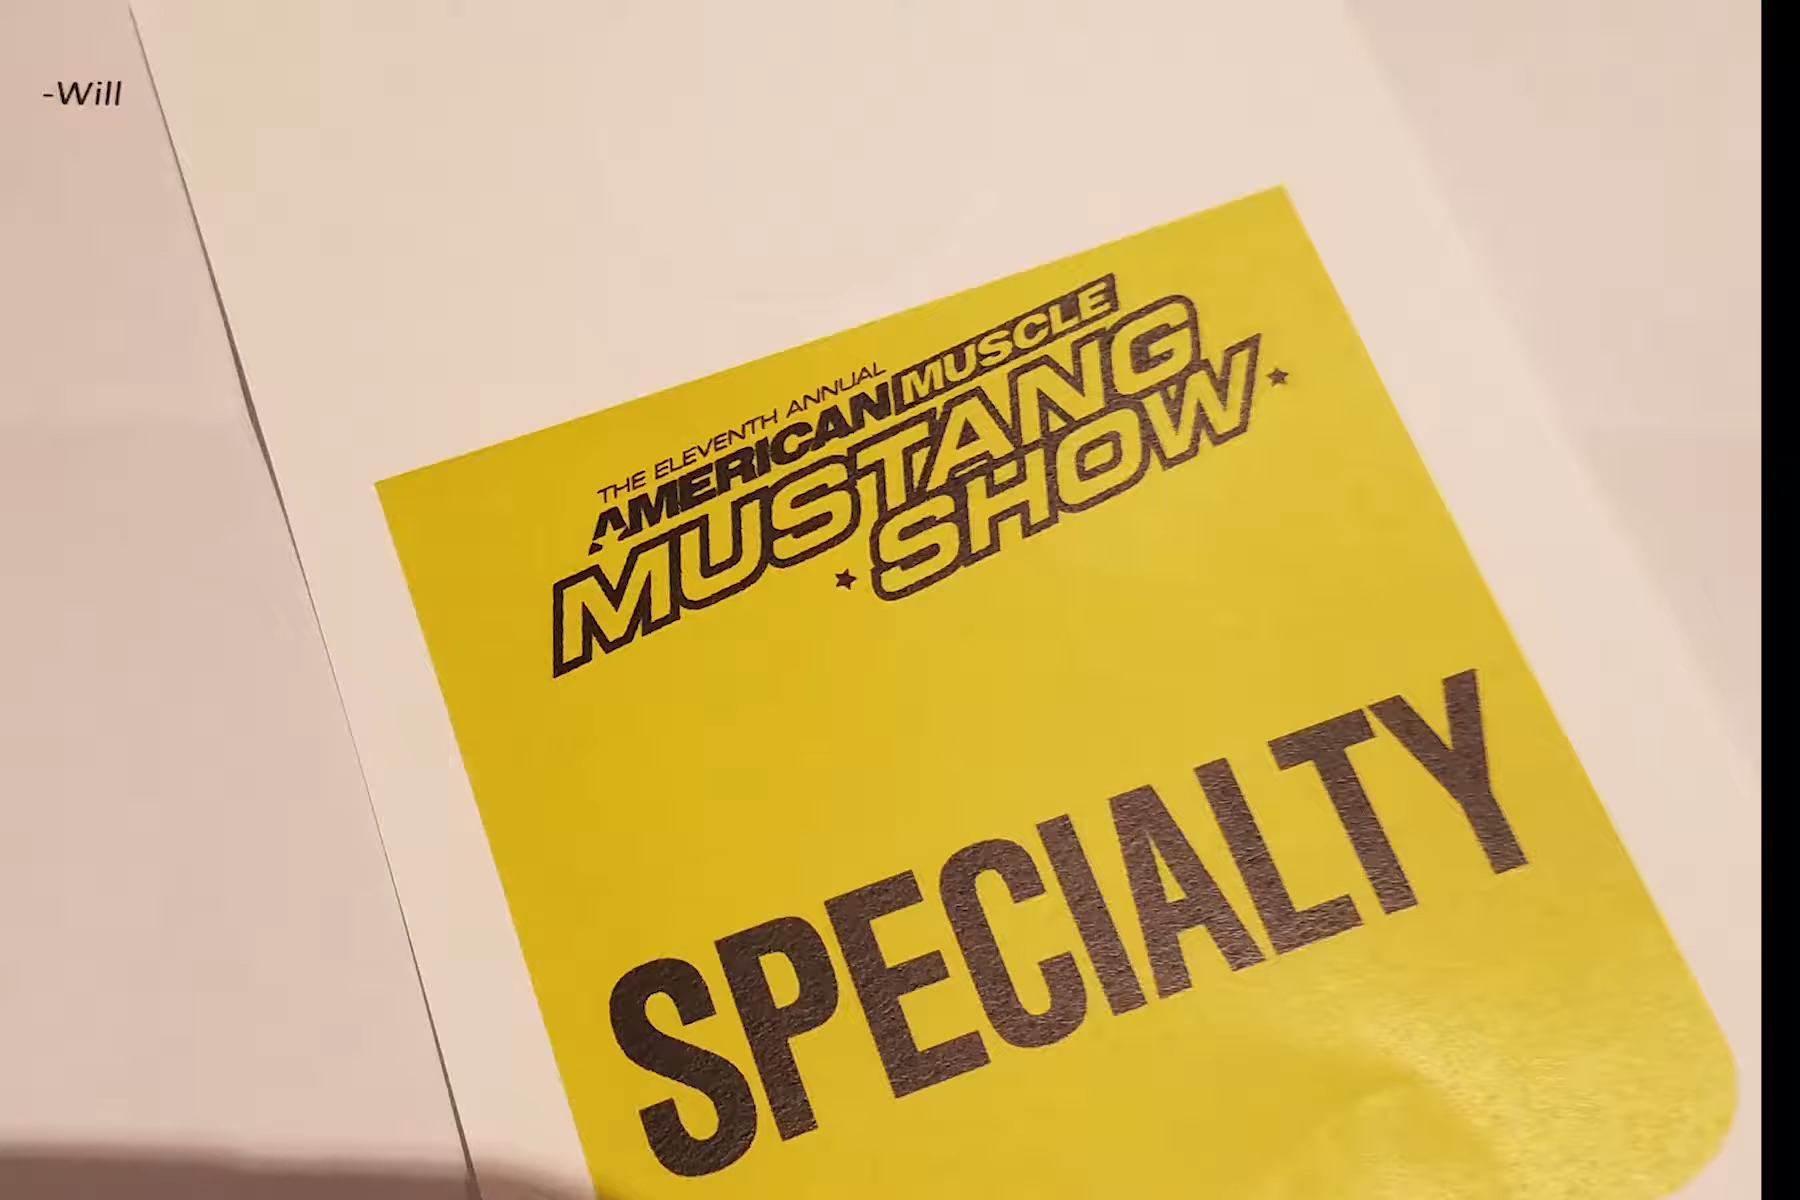 -Will
THE ELEVENTH ANNUAL
AMERICAN MUSCLE
MUSTANG
SHOW
SPECIALTY